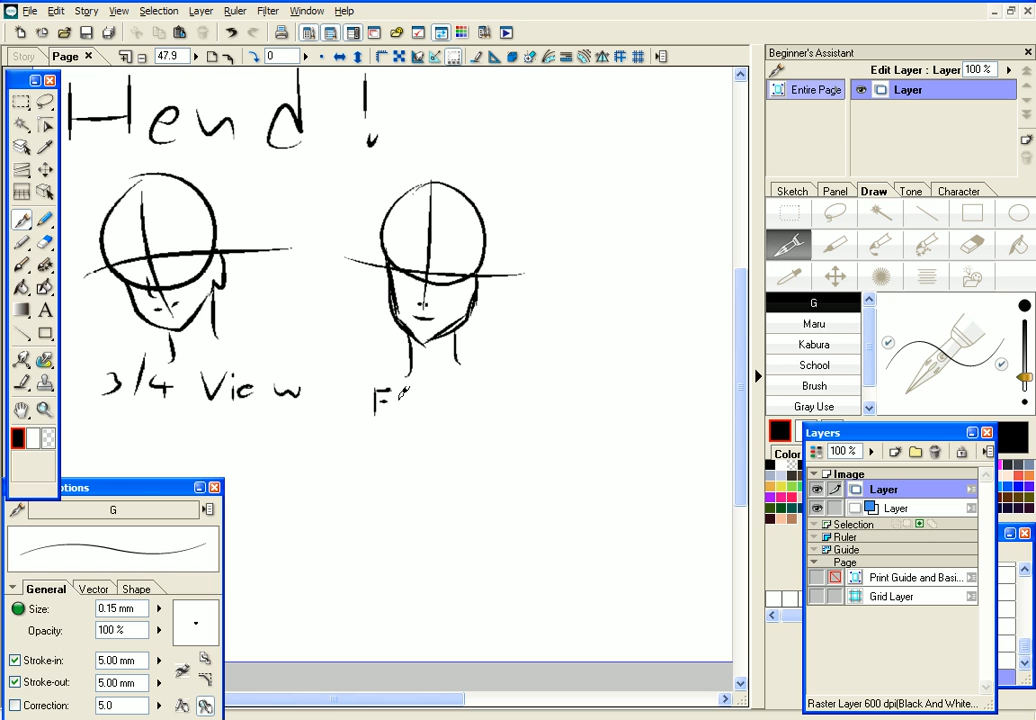 File Edit Story View Selection Layer Ruler Filter Window Help
Story Page 47.9 0
Beginner's Assistant
Edit Layer : Layer 100 %
Entire Page Layer
Sketch Panel Draw Tone Character
G
Maru
Kabura
School
Brush
Gray Use
Hend !
3/4 View
F
Layers
100 %
Image
Layer
Layer
Selection
Ruler
Guide
Page
Print Guide and Basi...
Grid Layer
Raster Layer 600 dpi(Black And White...
G
General Vector Shape
Size: 0.15 mm
Opacity: 100 %
Stroke-in: 5.00 mm
Stroke-out: 5.00 mm
Correction: 5.0